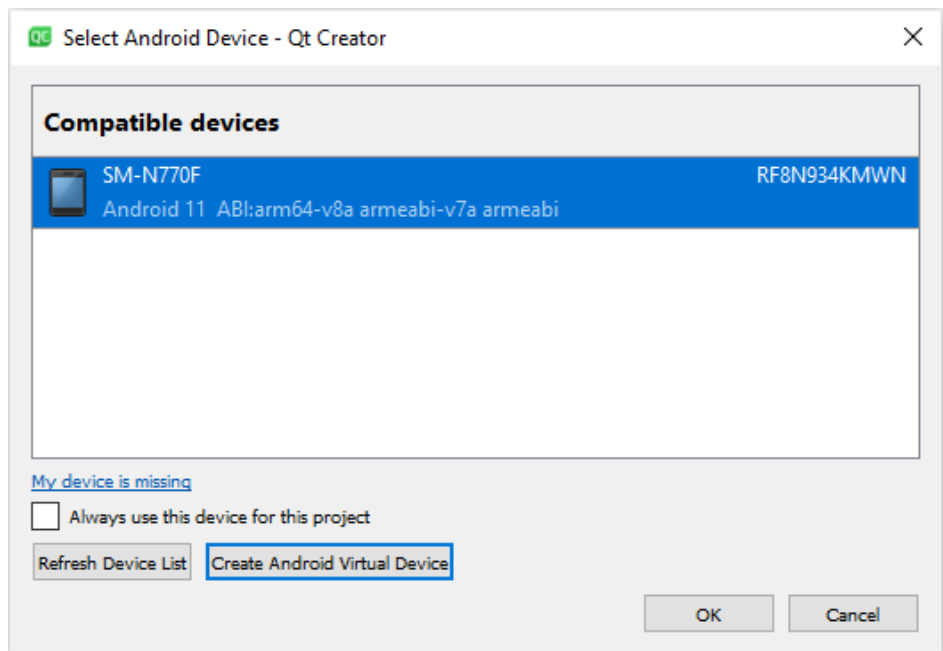 QC Select Android Device - Qt Creator
Compatible devices
SM-N770F RF8N934KMWN
Android 11 ABI:arm64-v8a armeabi-v7a armeabi
My device is missing
Always use this device for this project
Refresh Device List Create Android Virtual Device
OK Cancel